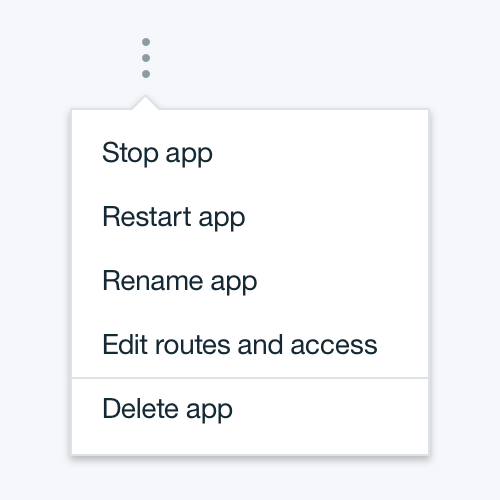 Stop app
Restart app
Rename app
Edit routes and access
Delete app